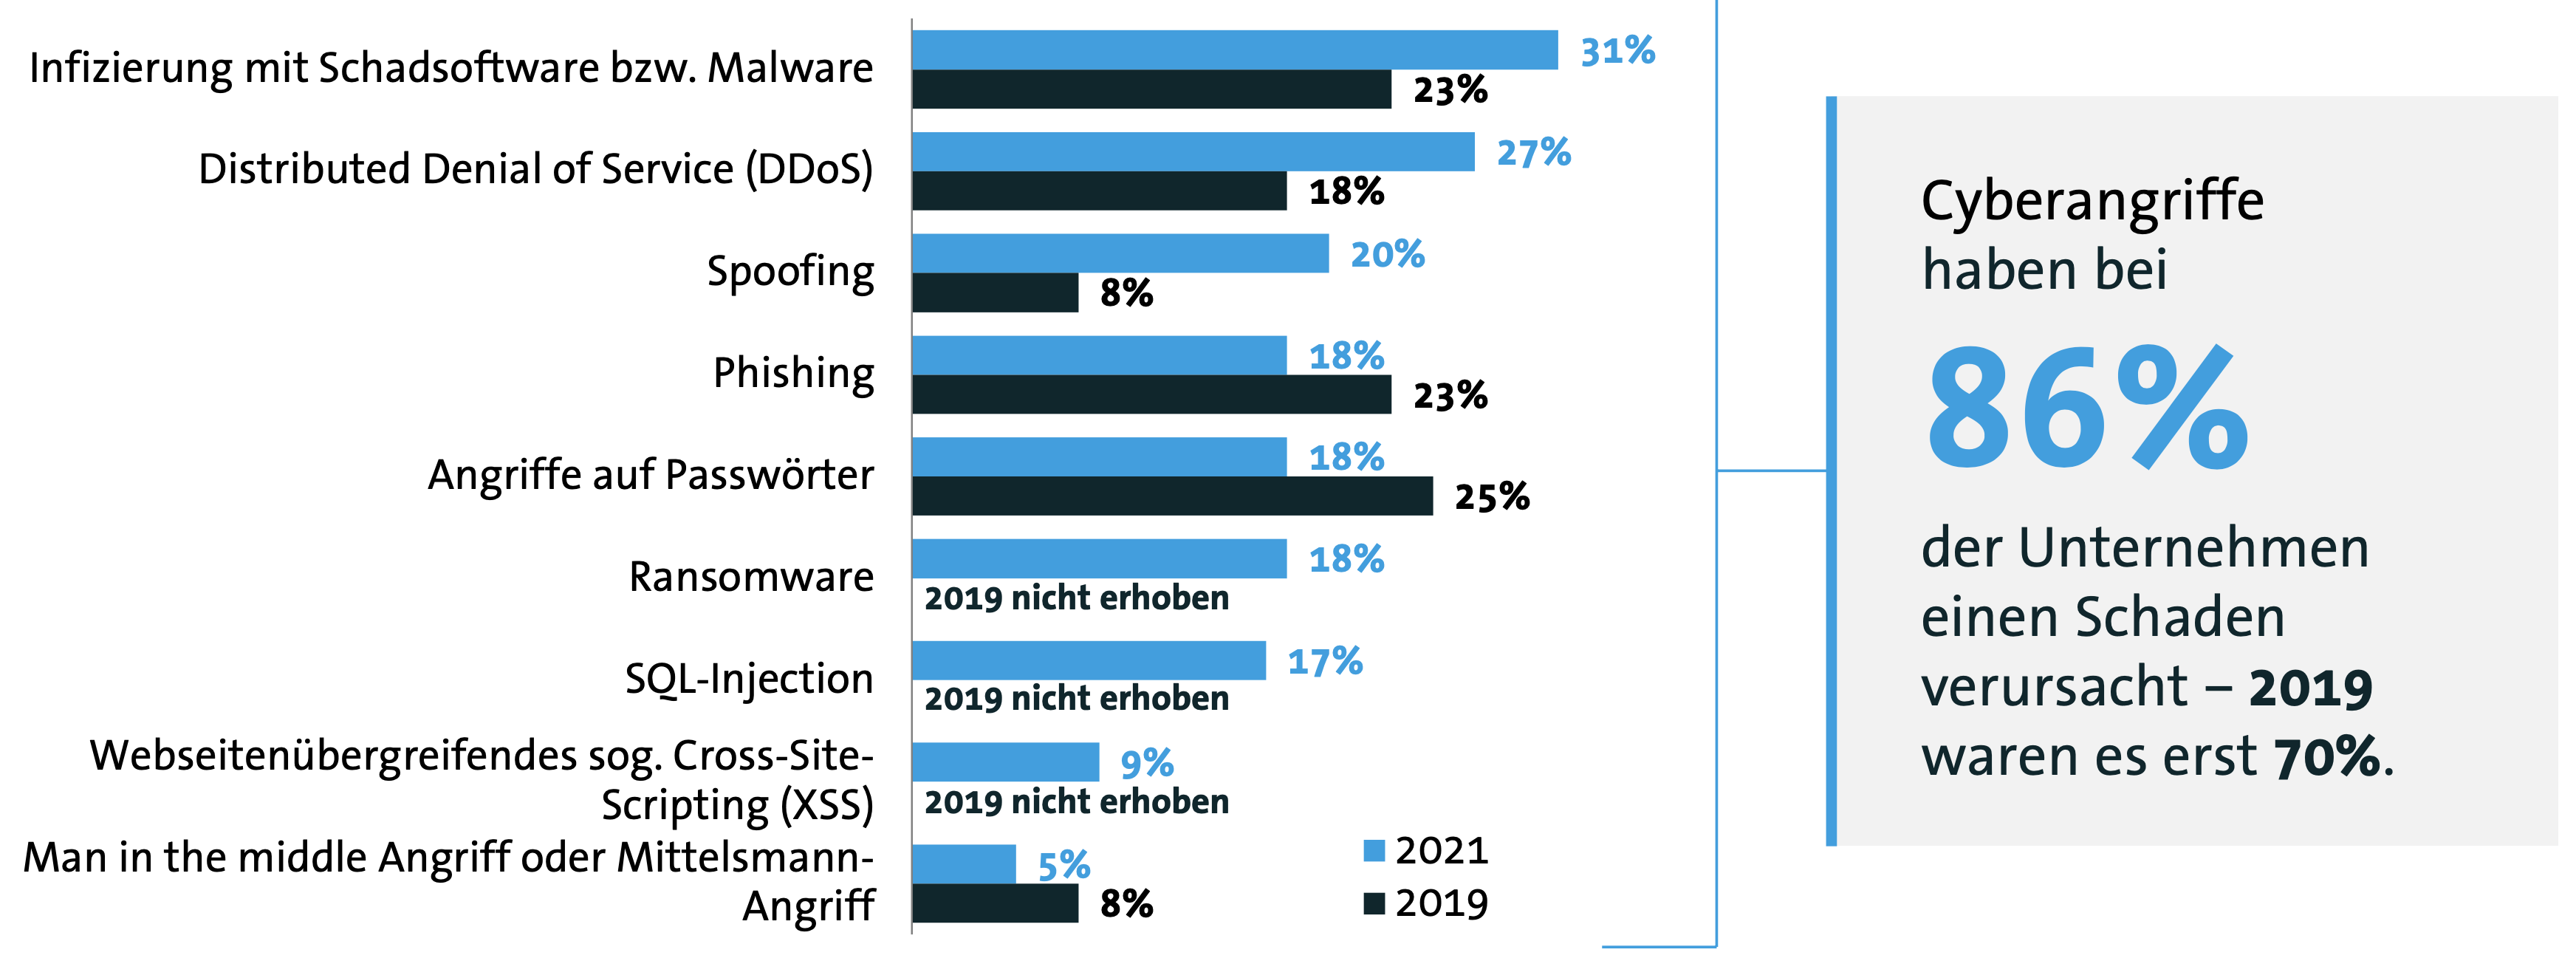 Infizierung mit Schadsoftware bzw. Malware
31%
23%
Distributed Denial of Service (DDoS)
27%
18%
Spoofing
20%
8%
Phishing
18%
23%
Angriffe auf Passwörter
18%
25%
Ransomware
18%
2019 nicht erhoben
SQL-Injection
17%
2019 nicht erhoben
Webseitenübergreifendes sog. Cross-Site-
Scripting (XSS)
9%
2019 nicht erhoben
Man in the middle Angriff oder Mittelsmann-
Angriff
5%
8%
2021
2019
Cyberangriffe
haben bei
86%
der Unternehmen
einen Schaden
verursacht – 2019
waren es erst 70%.